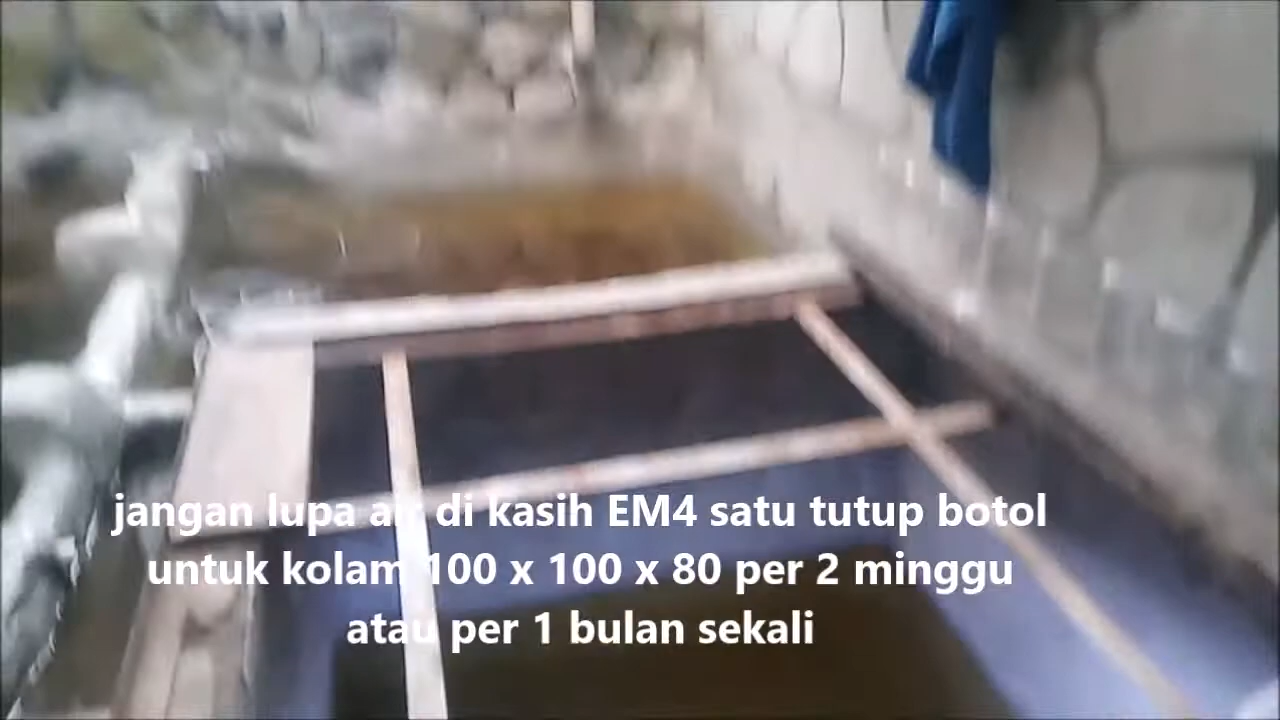 jangan lupa air di kasih EM4 satu tutup botol
untuk kolam 100 x 100 x 80 per 2 minggu
atau per 1 bulan sekali